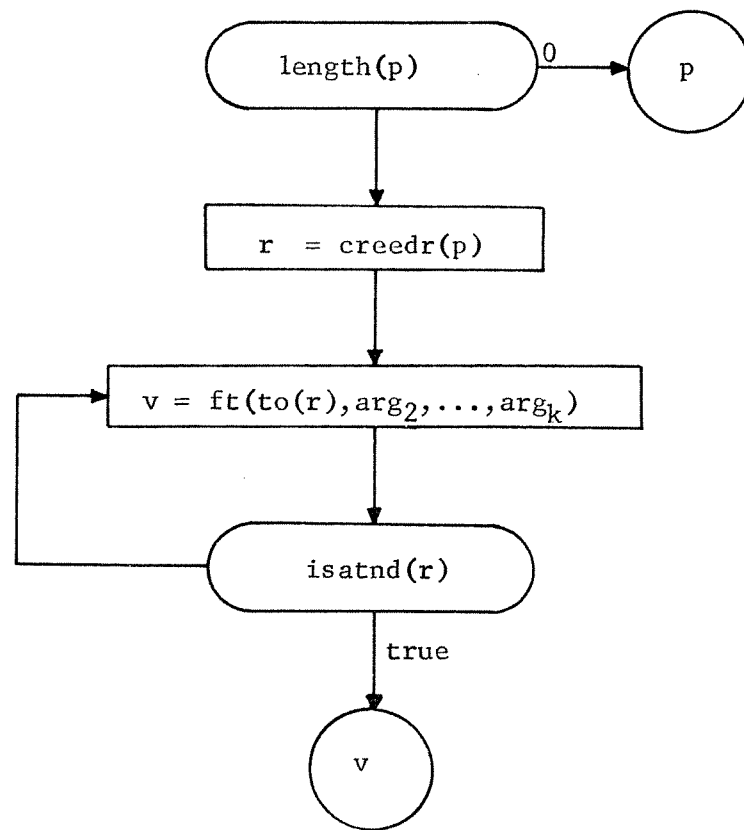 length(p)
0
p
r = creedr(p)
v = ft(to(r),arg2,...,argk)
isatnd(r)
true
v